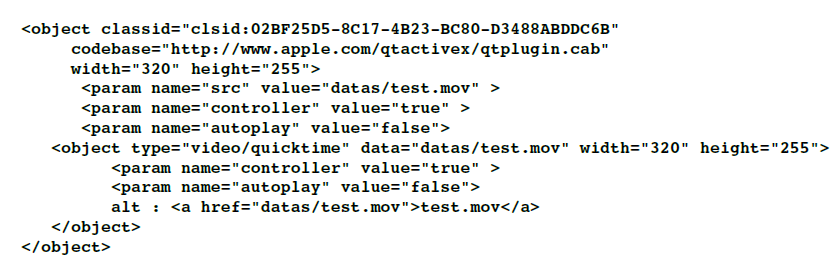 <object classid="clsid:02BF25D5-8C17-4B23-BC80-D3488ABDDC6B"
codebase="http://www.apple.com/qtactivex/qtplugin.cab"
width="320" height="255">
<param name="src" value="datas/test.mov" >
<param name="controller" value="true" >
<param name="autoplay" value="false">
<object type="video/quicktime" data="datas/test.mov" width="320" height="255">
<param name="controller" value="true" >
<param name="autoplay" value="false">
alt : <a href="datas/test.mov">test.mov</a>
</object>
</object>